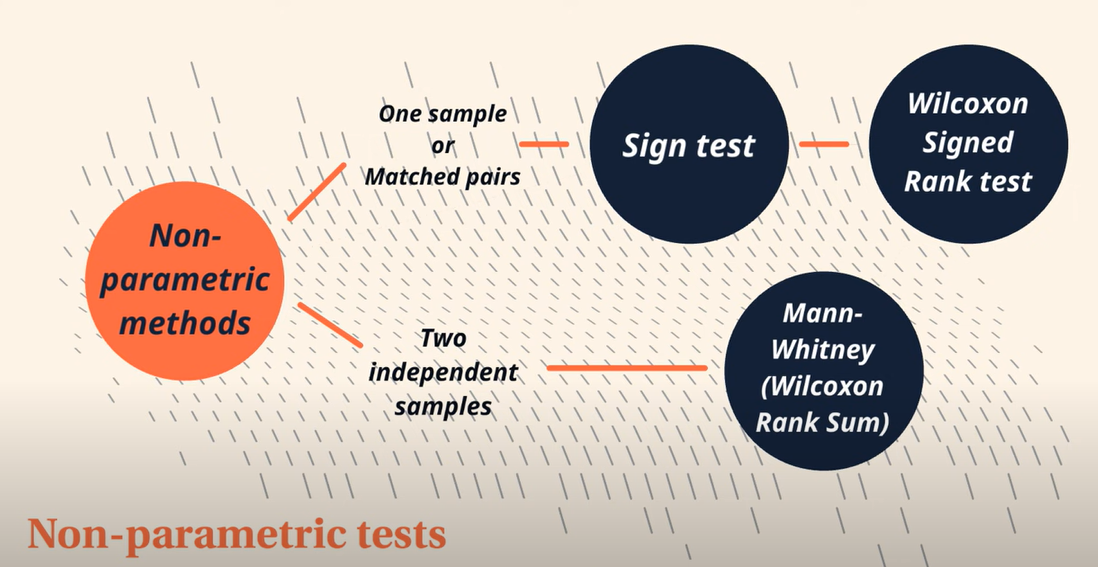 Non-
parametric
methods
One sample
or
Matched pairs
Sign test
Wilcoxon
Signed
Rank test
Two
independent
samples
Mann-
Whitney
(Wilcoxon
Rank Sum)
Non-parametric tests